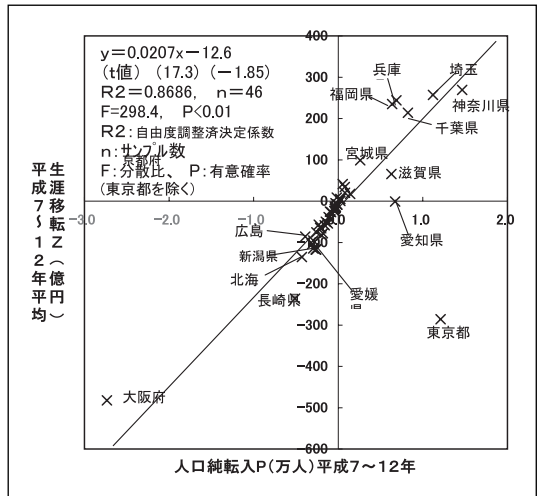 y=0.0207x-12.6
(t値) (17.3) (-1.85)
R2=0.8686, n=46
F=298.4, P<0.01
R2:自由度調整済決定係数
n:サンプル数
京都府
F:分散比、P:有意確率
(東京都を除く)
400
300
200
100
0
-100
-200
-300
-400
-500
-600
-3.0
-2.0
-1.0
0.0
1.0
2.0
兵庫
埼玉
福岡県
神奈川県
千葉県
宮城県
滋賀県
愛知県
広島
新潟県
北海
愛媛
県
長崎県
東京都
大阪府
生涯移転Z(億円)
平成7~12年平均
人口純転入P(万人)平成7~12年